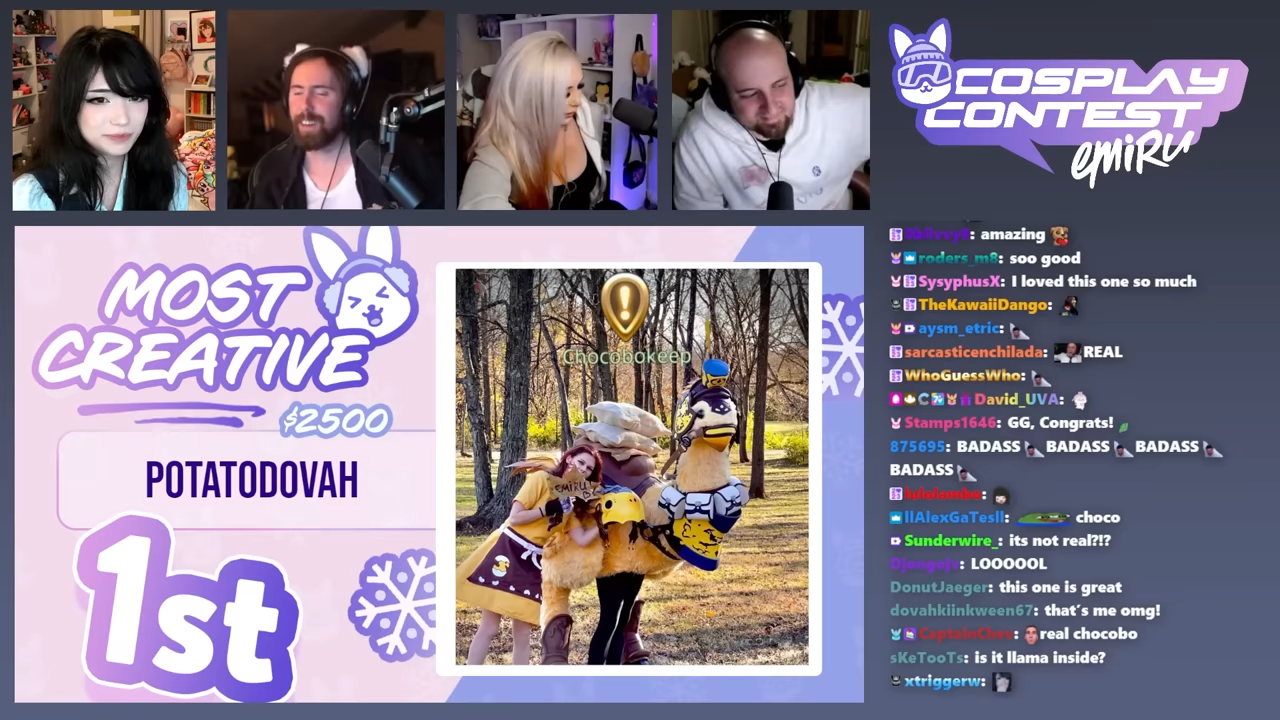 COSPLAY
CONTEST
emiru
MOST
CREATIVE
$2500
POTATODOVAH
1st
Chocobokeep
EMIRU
amazing
roders_m8: soo good
SysyphusX: I loved this one so much
TheKawaiiDango:
aysm_etric:
sarcasticenchilada: REAL
WhoGuessWho:
David_UVA:
Stamps1646: GG, Congrats!
875695: BADASS BADASS BADASS
BADASS
llAlexGaTesll: choco
Sunderwire_: its not real?!?
LOOOOOL
DonutJaeger: this one is great
dovahkiinkween67: that's me omg!
CaptainChev: real chocobo
sKeTooTs: is it llama inside?
xtriggerw: